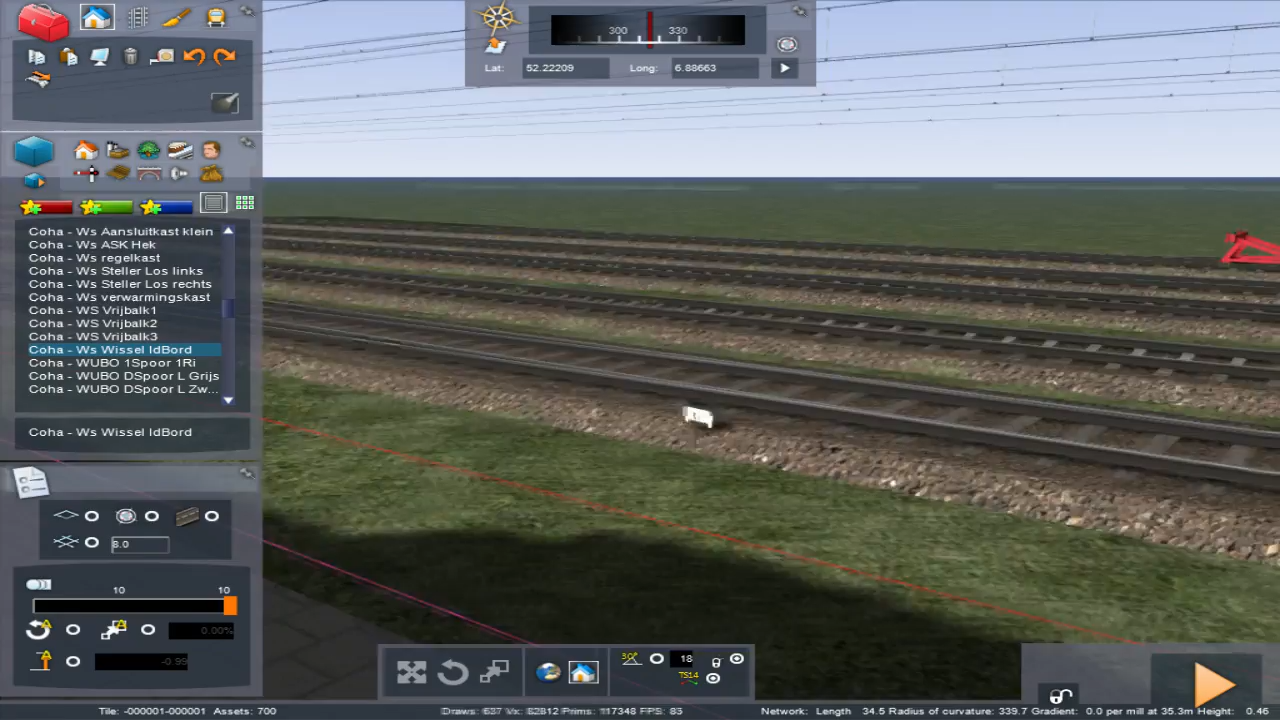 300 330
Lat: 52.22209 Long: 6.88663
Coha - Ws Aansluitkast klein
Coha - Ws ASK Hek
Coha - Ws regelkast
Coha - Ws Steller Los links
Coha - Ws Steller Los rechts
Coha - Ws verwarmingskast
Coha - WS Vrijbalk1
Coha - WS Vrijbalk2
Coha - WS Vrijbalk3
Coha - Ws Wissel IdBord
Coha - WUBO 1Spoor 1Ri
Coha - WUBO DSpoor L Grijs
Coha - WUBO DSpoor L Zw...
Coha - Ws Wissel IdBord
8.0
10 10
0.00%
-0.99
30° 18
TS14
Tile: -000001-000001 Assets: 700 Draws: 637 Vx: 82812 Prims: 117348 FPS: 83 Network: Length 34.5 Radius of curvature: 339.7 Gradient: 0.0 per mill at 35.3m Height: 0.46